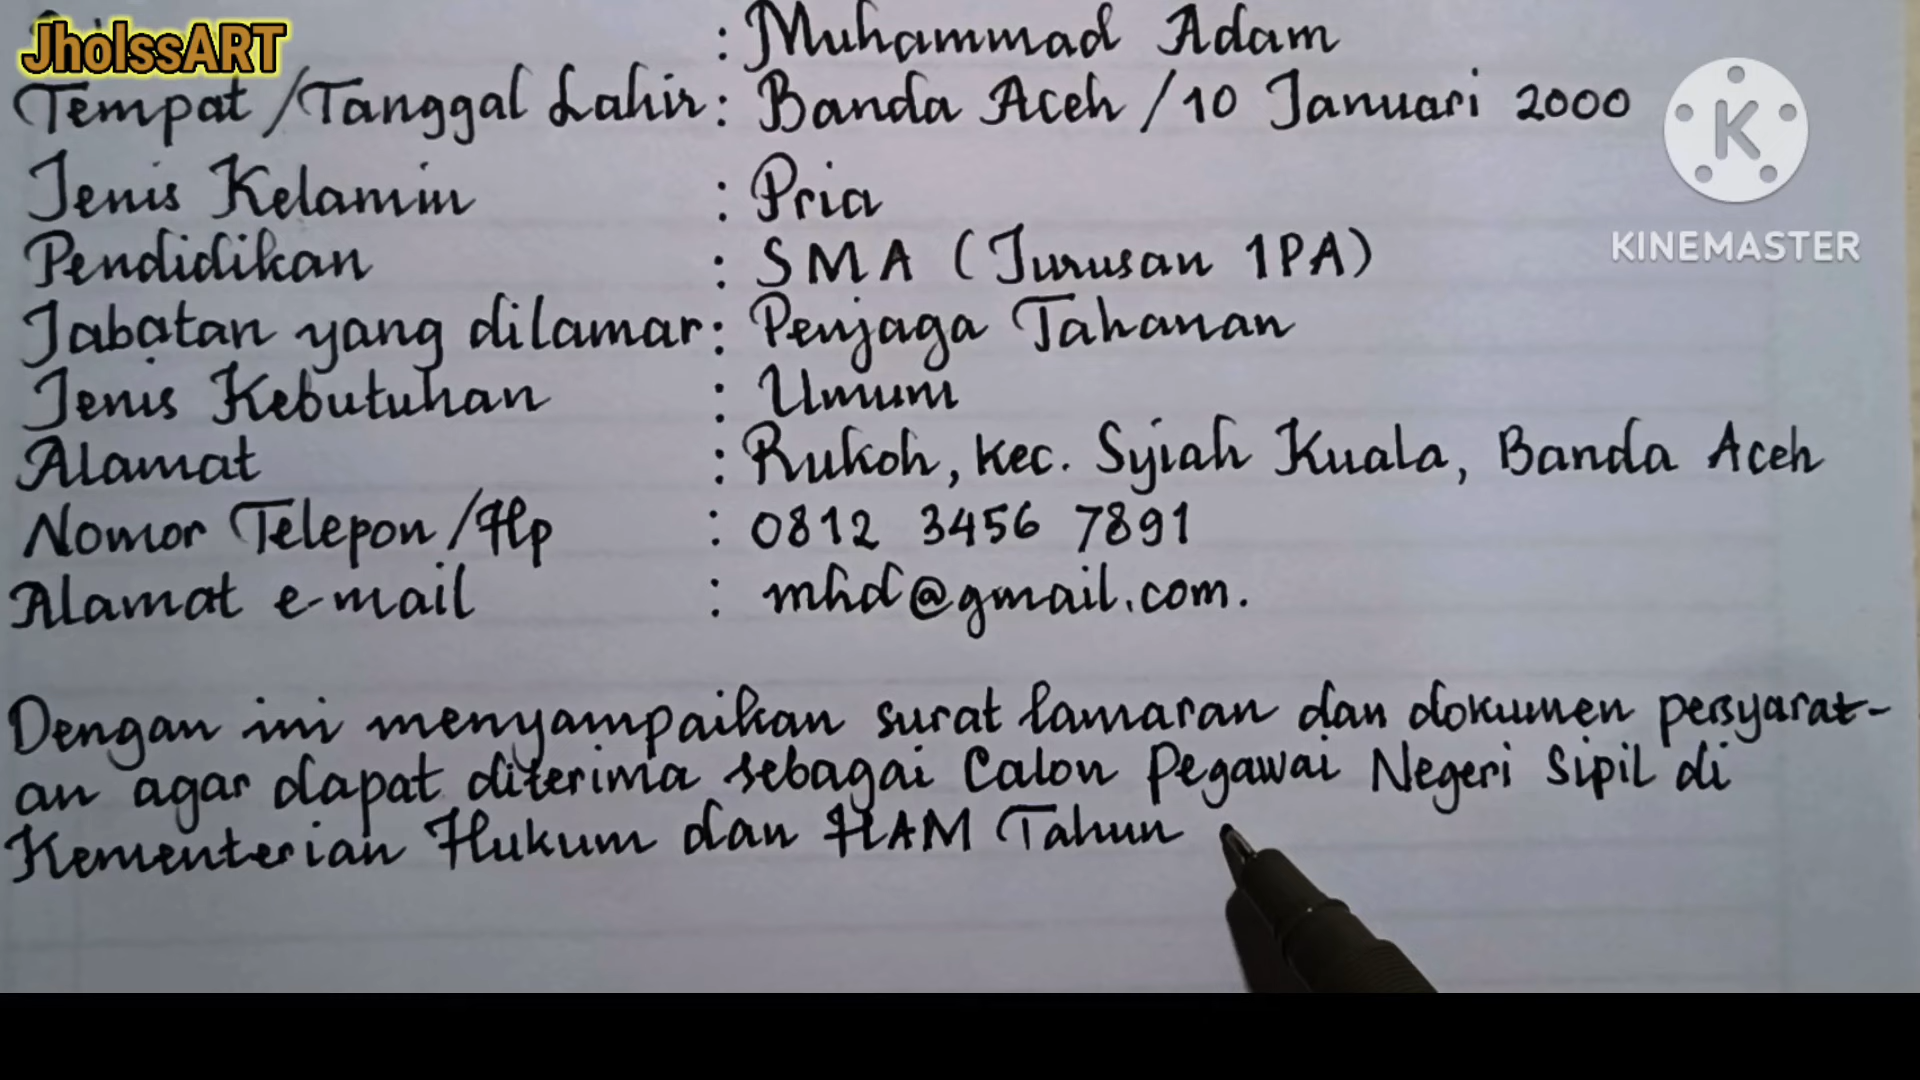 JhoIssART
: Muhammad Adam
Tempat/Tanggal Lahir : Banda Aceh / 10 Januari 2000
Jenis Kelamin : Pria
Pendidikan : SMA (Jurusan IPA)
Jabatan yang dilamar : Penjaga Tahanan
Jenis Kebutuhan : Umum
Alamat : Rukoh, Kec. Syiah Kuala, Banda Aceh
Nomor Telepon/Hp : 0812 3456 7891
Alamat e-mail : mhd@gmail.com.
K
KINEMASTER
Dengan ini menyampaikan surat lamaran dan dokumen persyarat-
an agar dapat diterima sebagai Calon Pegawai Negeri Sipil di
Kementerian Hukum dan HAM Tahun